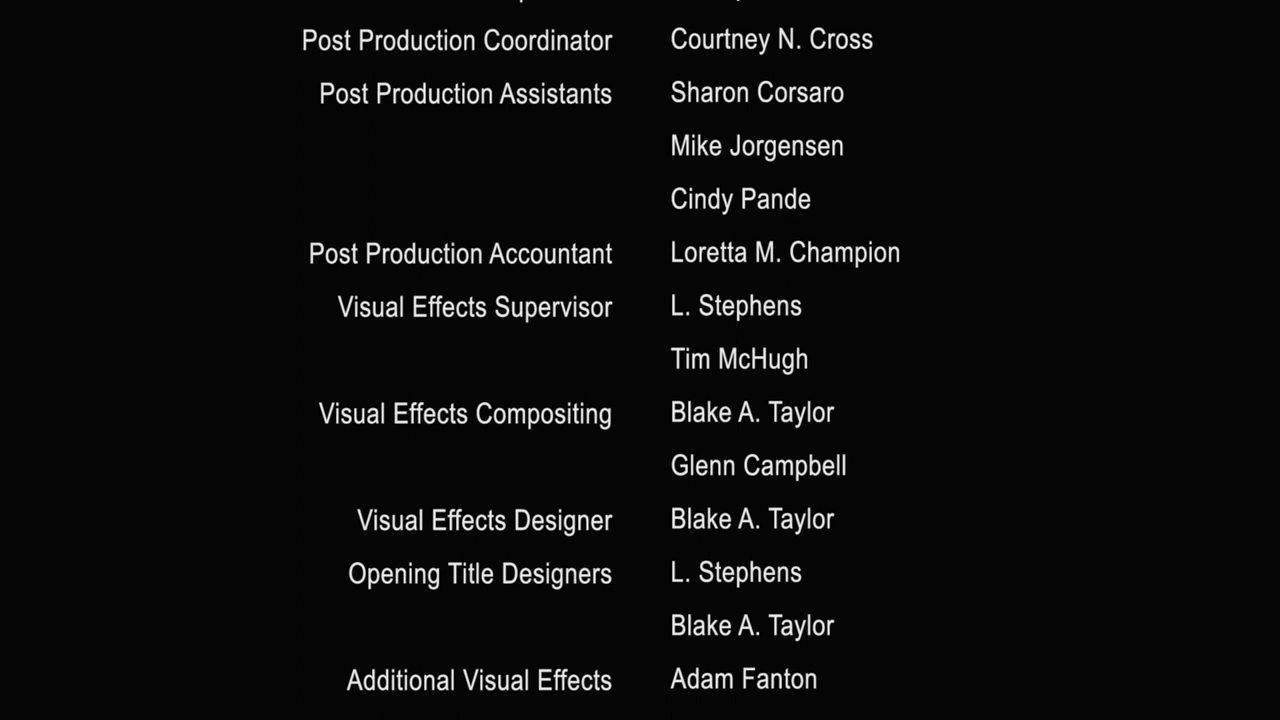 Post Production Coordinator Courtney N. Cross
Post Production Assistants Sharon Corsaro
Mike Jorgensen
Cindy Pande
Post Production Accountant Loretta M. Champion
Visual Effects Supervisor L. Stephens
Tim McHugh
Visual Effects Compositing Blake A. Taylor
Glenn Campbell
Visual Effects Designer Blake A. Taylor
Opening Title Designers L. Stephens
Blake A. Taylor
Additional Visual Effects Adam Fanton